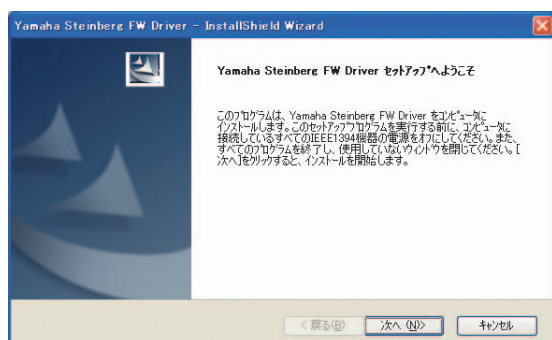 Yamaha Steinberg FW Driver - InstallShield Wizard
Yamaha Steinberg FW Driver セットアップへようこそ
このプログラムは、Yamaha Steinberg FW Driver をコンピュータに
インストールします。このセットアッププログラムを実行する前に、コンピュータに
接続しているすべてのIEEE1394機器の電源をオフにしてください。また、
すべてのプログラムを終了し、使用していないウィンドウを閉じてください。[
次へ]をクリックすると、インストールを開始します。
< 戻る(B)
次へ (N)>
キャンセル